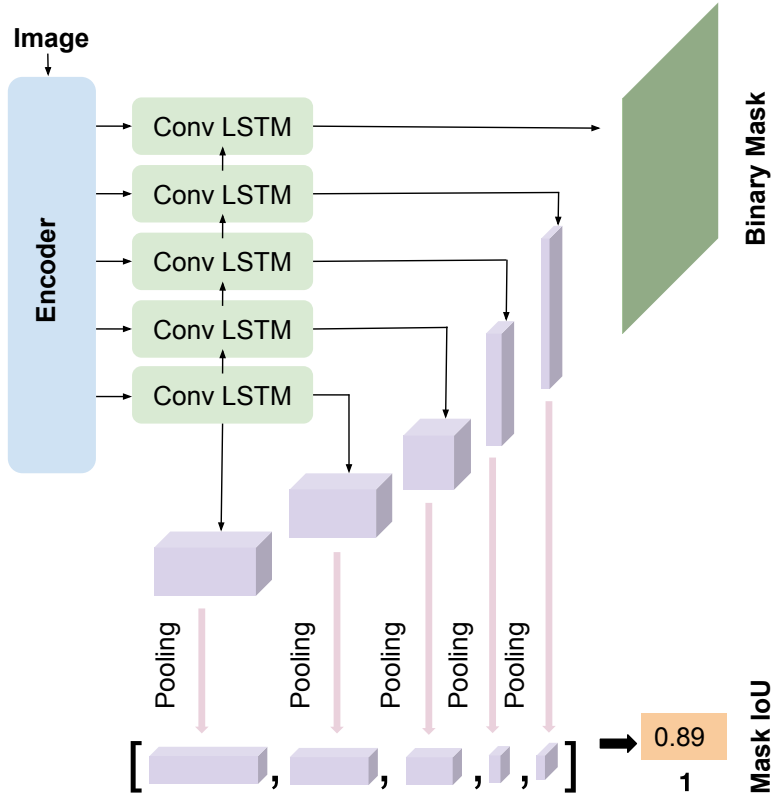 Image
Encoder
Conv LSTM
Conv LSTM
Conv LSTM
Conv LSTM
Conv LSTM
Binary Mask
Pooling
Pooling
Pooling
Pooling
Pooling
[ , , , , ]
0.89
1
Mask IoU